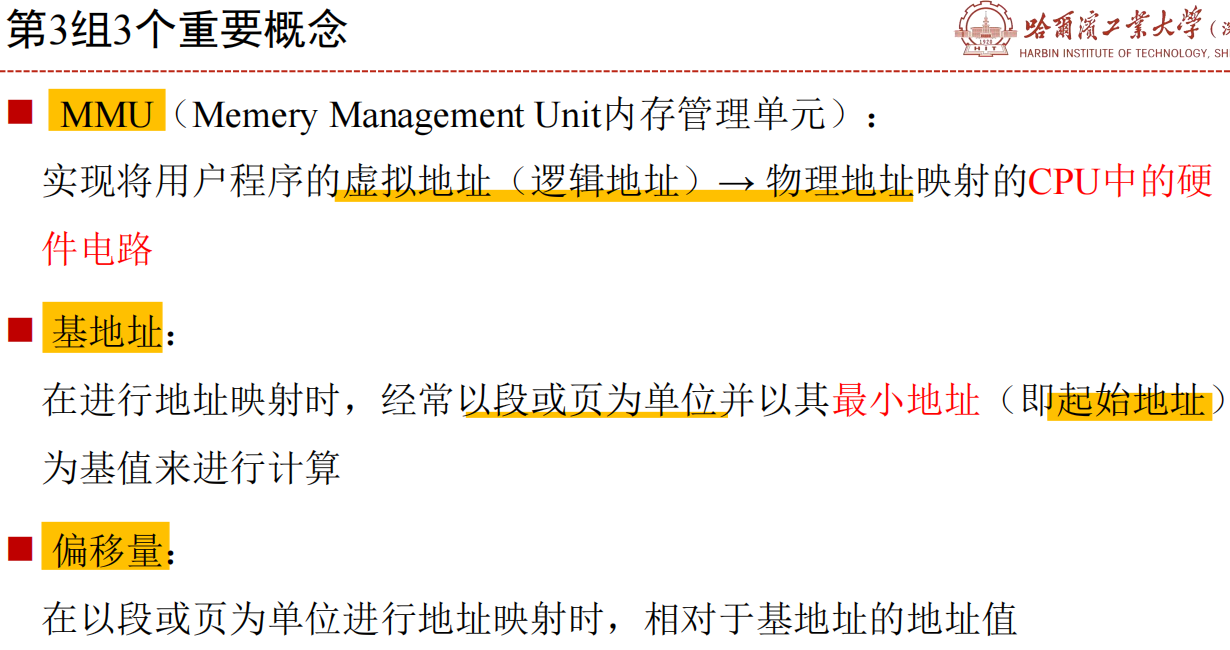 第3组3个重要概念
哈爾濱工業大學
HARBIN INSTITUTE OF TECHNOLOGY,
1920
HIT
■ MMU（Memery Management Unit内存管理单元）：
实现将用户程序的虚拟地址（逻辑地址）→ 物理地址映射的CPU中的硬
件电路
■ 基地址：
在进行地址映射时，经常以段或页为单位并以其最小地址（即起始地址）
为基值来进行计算
■ 偏移量：
在以段或页为单位进行地址映射时，相对于基地址的地址值